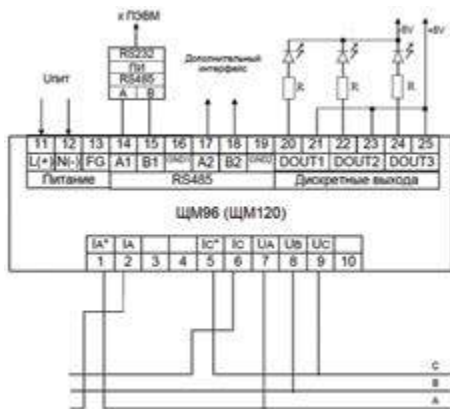 к ПЭВМ
RS232
ПИ
RS485
A B
Uпит
Дополнительный
интерфейс
+5V
R R R
11 12 13 14 15 16 17 18 19 20 21 22 23 24 25
L(+) N(-) FG A1 B1 GND1 A2 B2 GND2 DOUT1 DOUT2 DOUT3
Питание RS485 Дискретные выхода
ЩМ96 (ЩМ120)
IA* IA IC* IC UA UB UC
1 2 3 4 5 6 7 8 9 10
C
B
A